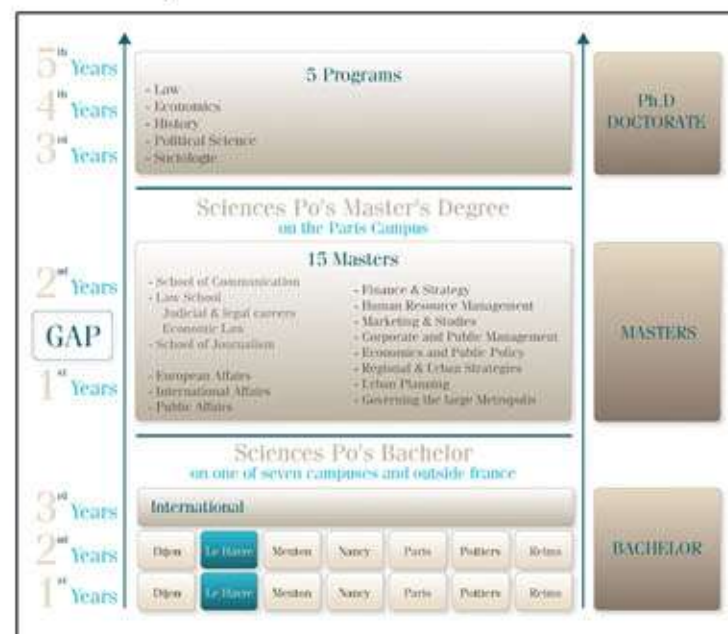 5th Years
4th Years
3rd Years
5 Programs
- Law
- Economics
- History
- Political Science
- Sociologie
Ph.D
DOCTORATE
Sciences Po's Master's Degree
on the Paris Campus
2nd Years
GAP
1st Years
15 Masters
- School of Communication
- Law School
Judicial & legal careers
Economic Law
- School of Journalism
- European Affairs
- International Affairs
- Public Affairs
- Finance & Strategy
- Human Resource Management
- Marketing & Studies
- Corporate and Public Management
- Economics and Public Policy
- Regional & Urban Strategies
- Urban Planning
- Governing the large Metropolis
MASTERS
Sciences Po's Bachelor
on one of seven campuses and outside france
3rd Years
International
2nd Years
Dijon Le Havre Menton Nancy Paris Poitiers Reims
1st Years
Dijon Le Havre Menton Nancy Paris Poitiers Reims
BACHELOR